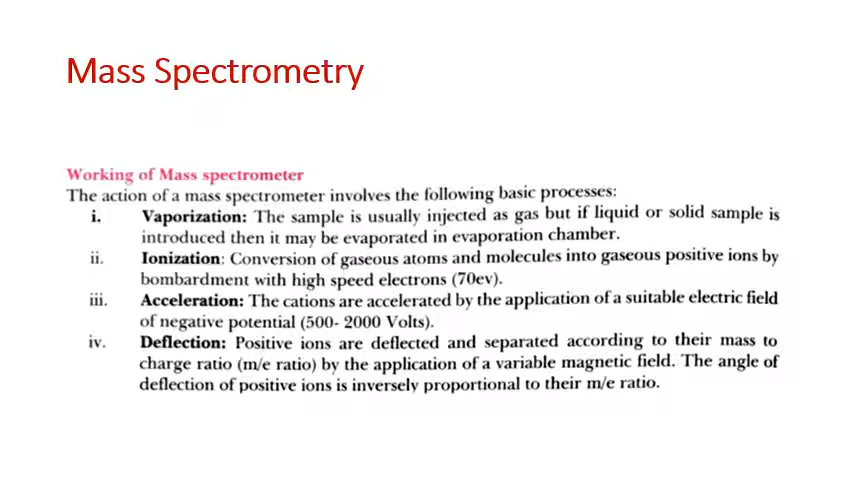 Mass Spectrometry
Working of Mass spectrometer
The action of a mass spectrometer involves the following basic processes:
i. Vaporization: The sample is usually injected as gas but if liquid or solid sample is
introduced then it may be evaporated in evaporation chamber.
ii. Ionization: Conversion of gaseous atoms and molecules into gaseous positive ions by
bombardment with high speed electrons (70ev).
iii. Acceleration: The cations are accelerated by the application of a suitable electric field
of negative potential (500- 2000 Volts).
iv. Deflection: Positive ions are deflected and separated according to their mass to
charge ratio (m/e ratio) by the application of a variable magnetic field. The angle of
deflection of positive ions is inversely proportional to their m/e ratio.